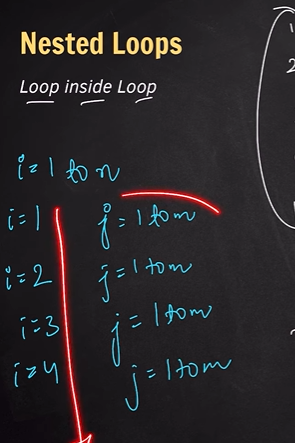 Nested Loops
Loop inside Loop
i=1 to n
i=1 j=1 to m
i=2 j=1 to m
i=3 j=1 to m
i=4 j=1 to m